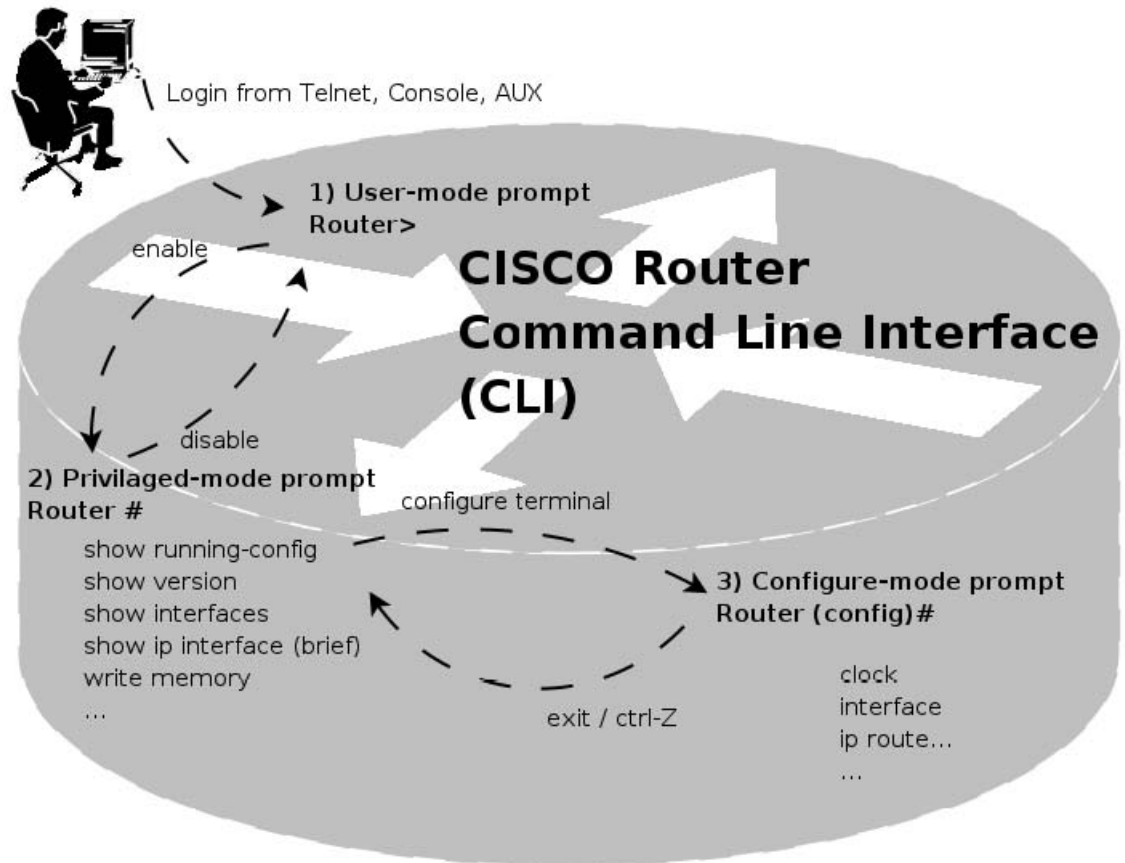 Login from Telnet, Console, AUX
1) User-mode prompt
Router>
enable
CISCO Router
Command Line Interface
(CLI)
disable
2) Privilaged-mode prompt
Router #
configure terminal
show running-config
show version
show interfaces
show ip interface (brief)
write memory
...
3) Configure-mode prompt
Router (config)#
exit / ctrl-Z
clock
interface
ip route...
...